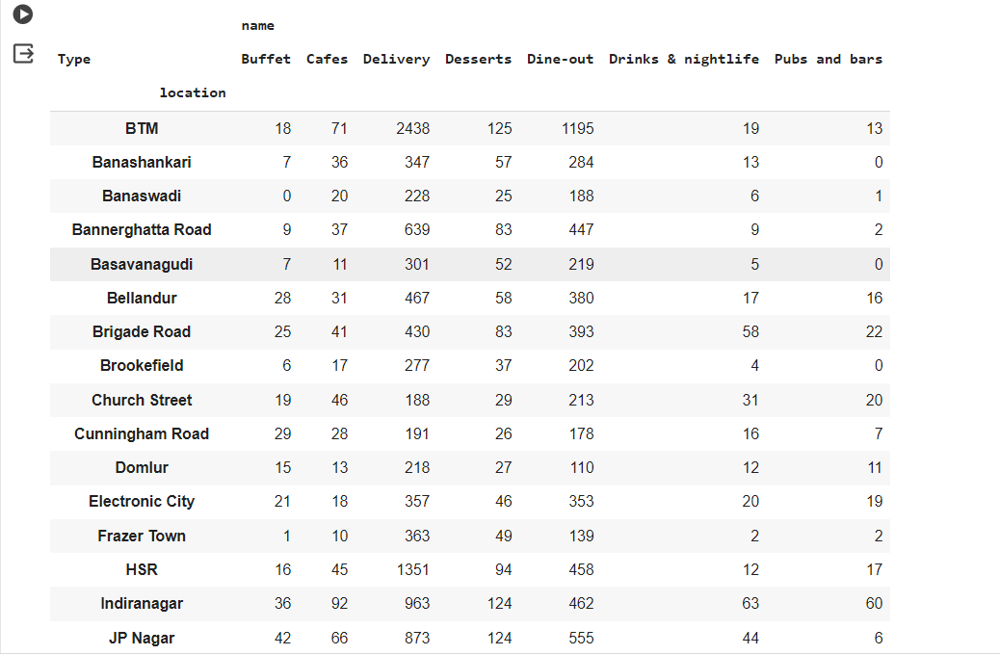 name
Type Buffet Cafes Delivery Desserts Dine-out Drinks & nightlife Pubs and bars
location
BTM 18 71 2438 125 1195 19 13
Banashankari 7 36 347 57 284 13 0
Banaswadi 0 20 228 25 188 6 1
Bannerghatta Road 9 37 639 83 447 9 2
Basavanagudi 7 11 301 52 219 5 0
Bellandur 28 31 467 58 380 17 16
Brigade Road 25 41 430 83 393 58 22
Brookefield 6 17 277 37 202 4 0
Church Street 19 46 188 29 213 31 20
Cunningham Road 29 28 191 26 178 16 7
Domlur 15 13 218 27 110 12 11
Electronic City 21 18 357 46 353 20 19
Frazer Town 1 10 363 49 139 2 2
HSR 16 45 1351 94 458 12 17
Indiranagar 36 92 963 124 462 63 60
JP Nagar 42 66 873 124 555 44 6